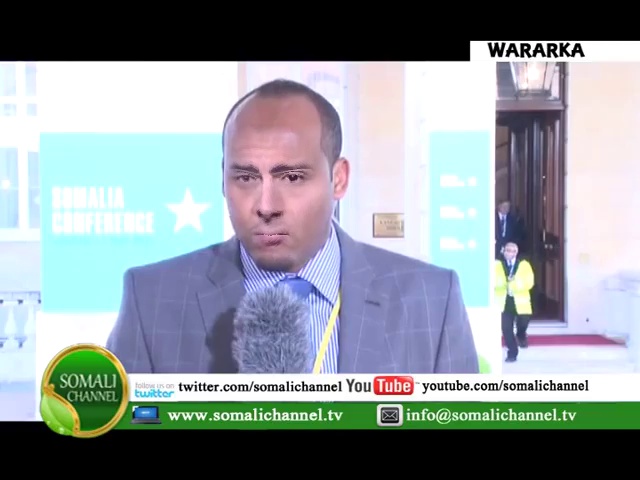 WARARKA
SOMALIA
CONFERENCE
SOMALI
CHANNEL
follow us on
twitter
twitter.com/somalichannel
YouTube
youtube.com/somalichannel
www.somalichannel.tv
info@somalichannel.tv